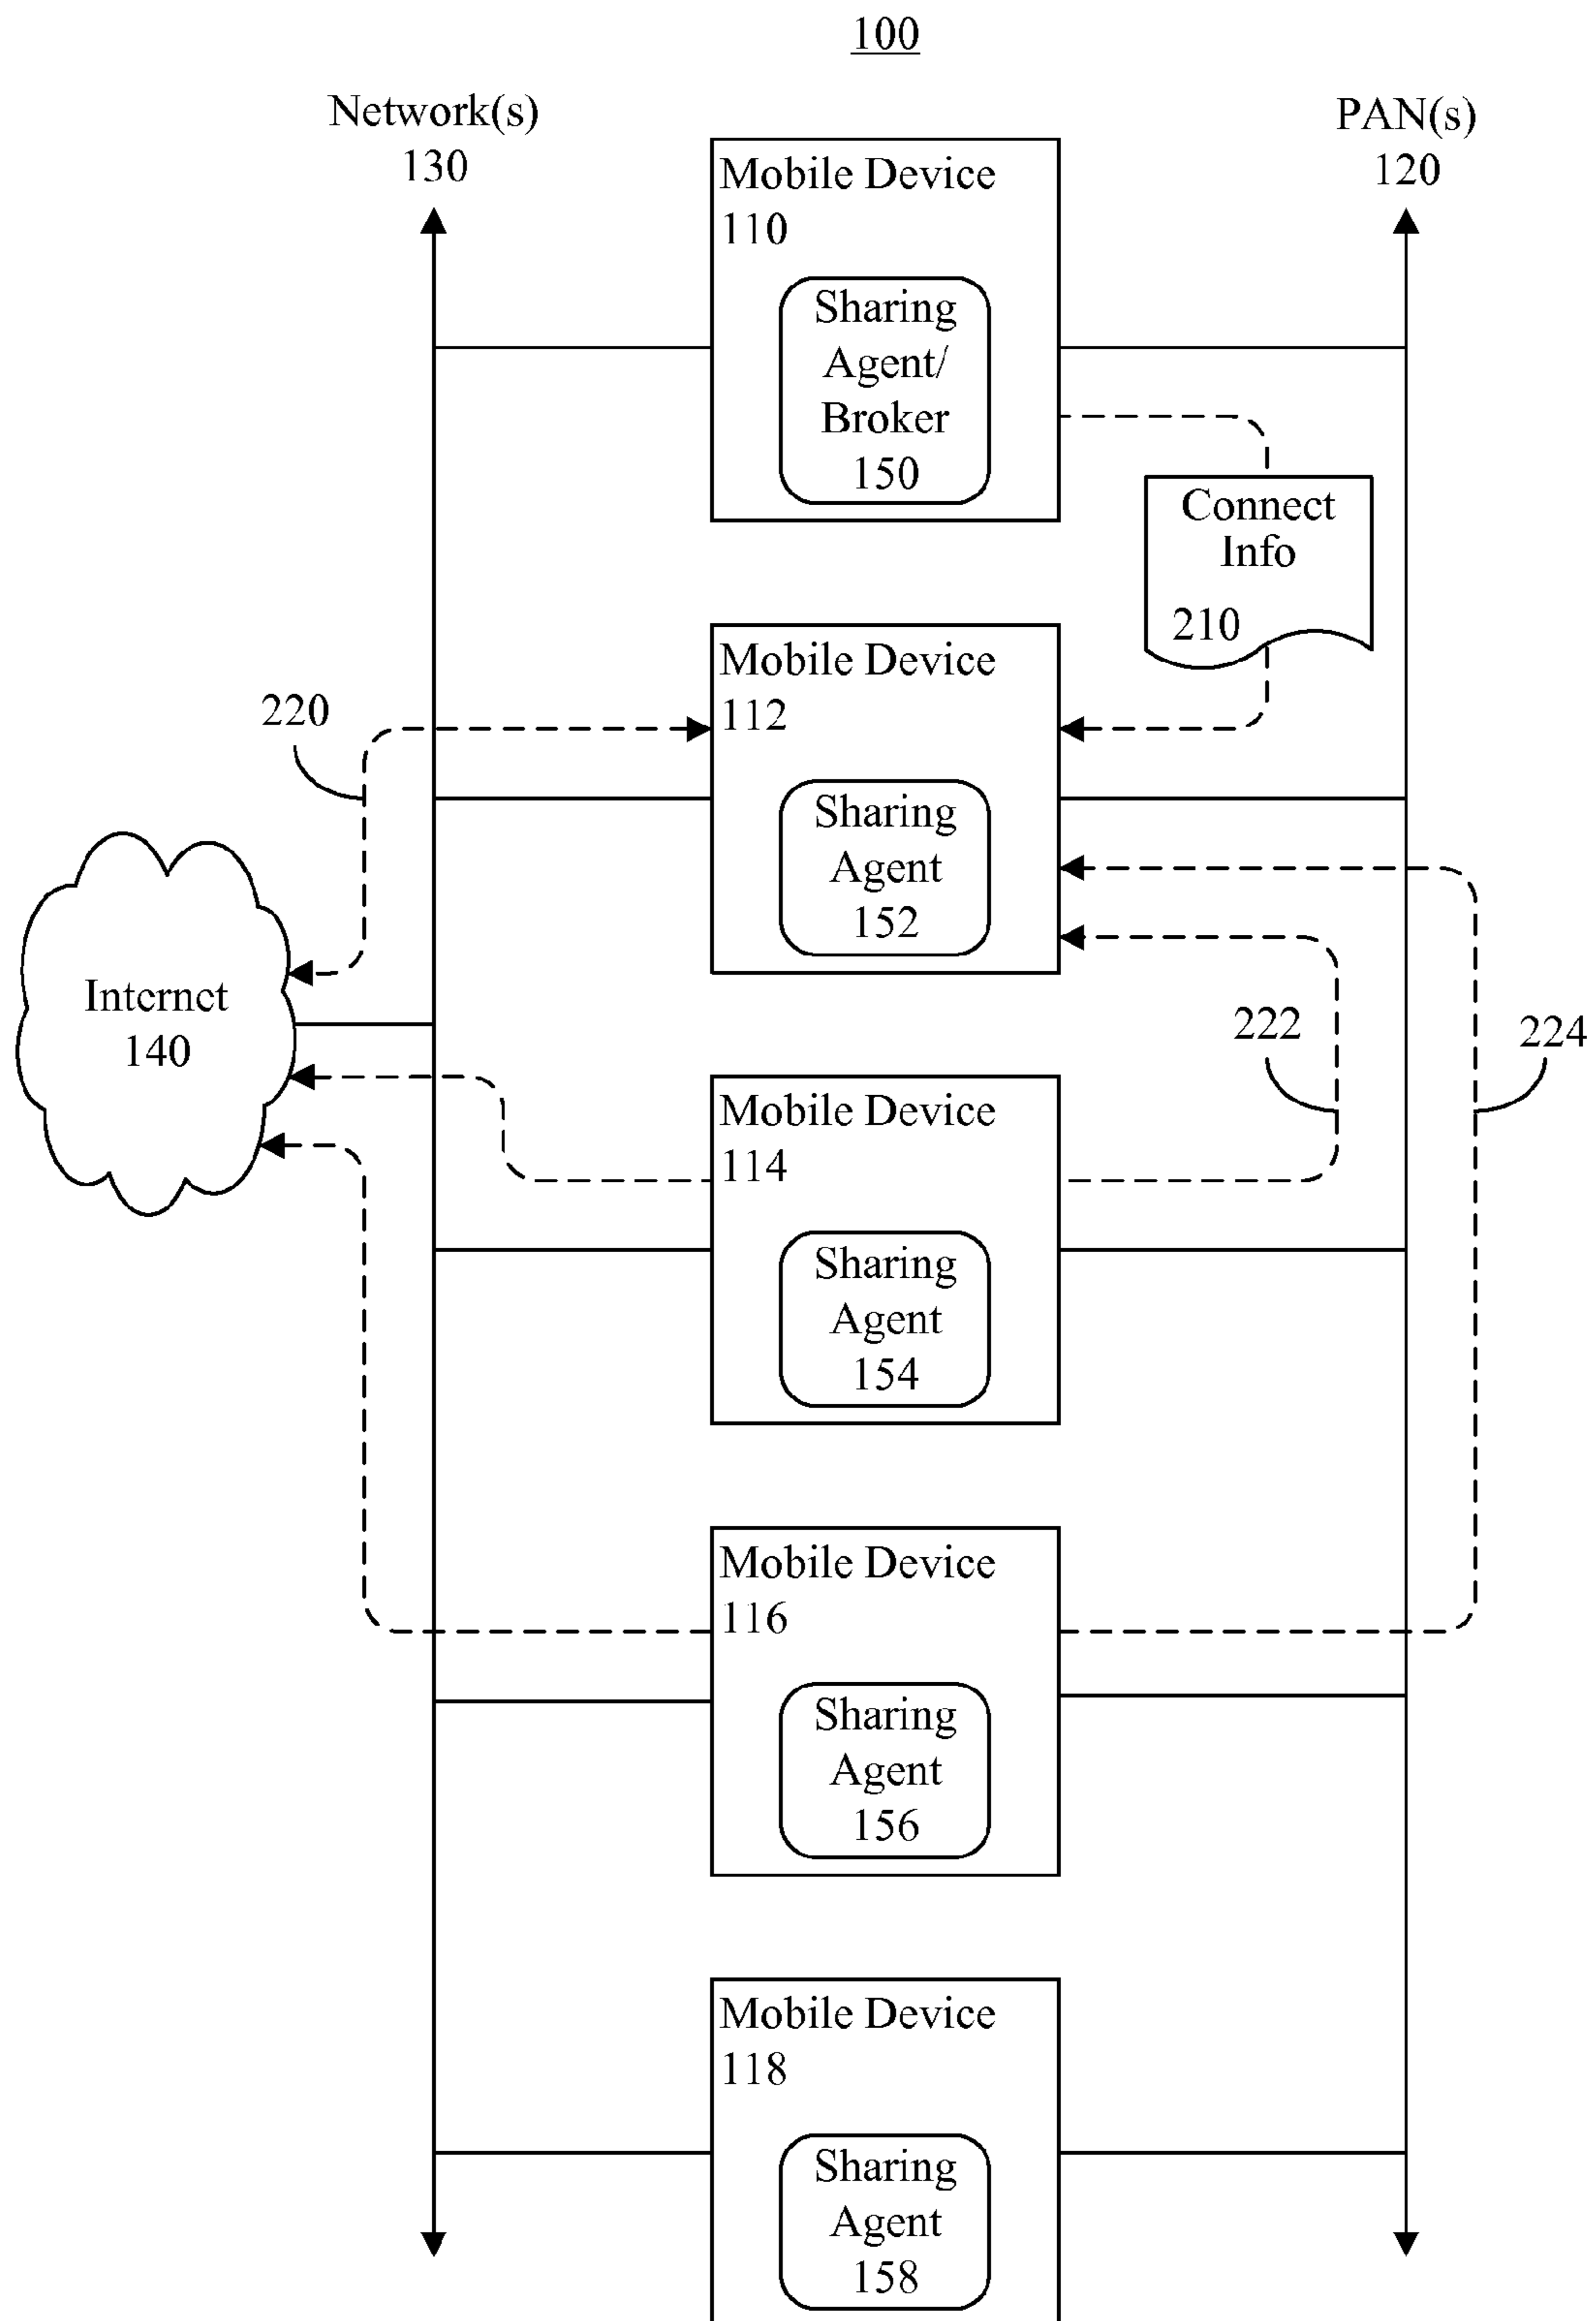 100
Network(s)
130
PAN(s)
120
Mobile Device
110
Sharing
Agent/
Broker
150
Connect
Info
210
Mobile Device
112
220
Sharing
Agent
152
Internet
140
222
224
Mobile Device
114
Sharing
Agent
154
Mobile Device
116
Sharing
Agent
156
Mobile Device
118
Sharing
Agent
158